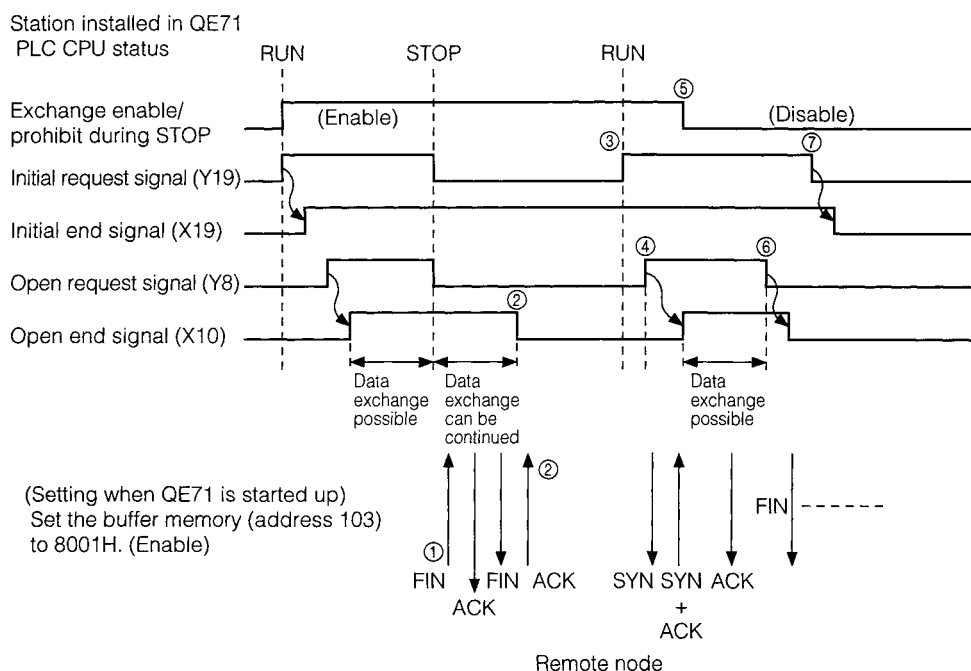 Station installed in QE71
PLC CPU status
RUN STOP RUN
Exchange enable/
prohibit during STOP
(Enable) ⑤ (Disable)
Initial request signal (Y19) ③ ⑦
Initial end signal (X19)
Open request signal (Y8) ④ ⑥
Open end signal (X10) ②
Data
exchange
possible
Data
exchange
can be
continued
Data
exchange
possible
(Setting when QE71 is started up)
Set the buffer memory (address 103)
to 8001H. (Enable)
② FIN
①
FIN FIN ACK SYN SYN ACK
ACK +
ACK
Remote node